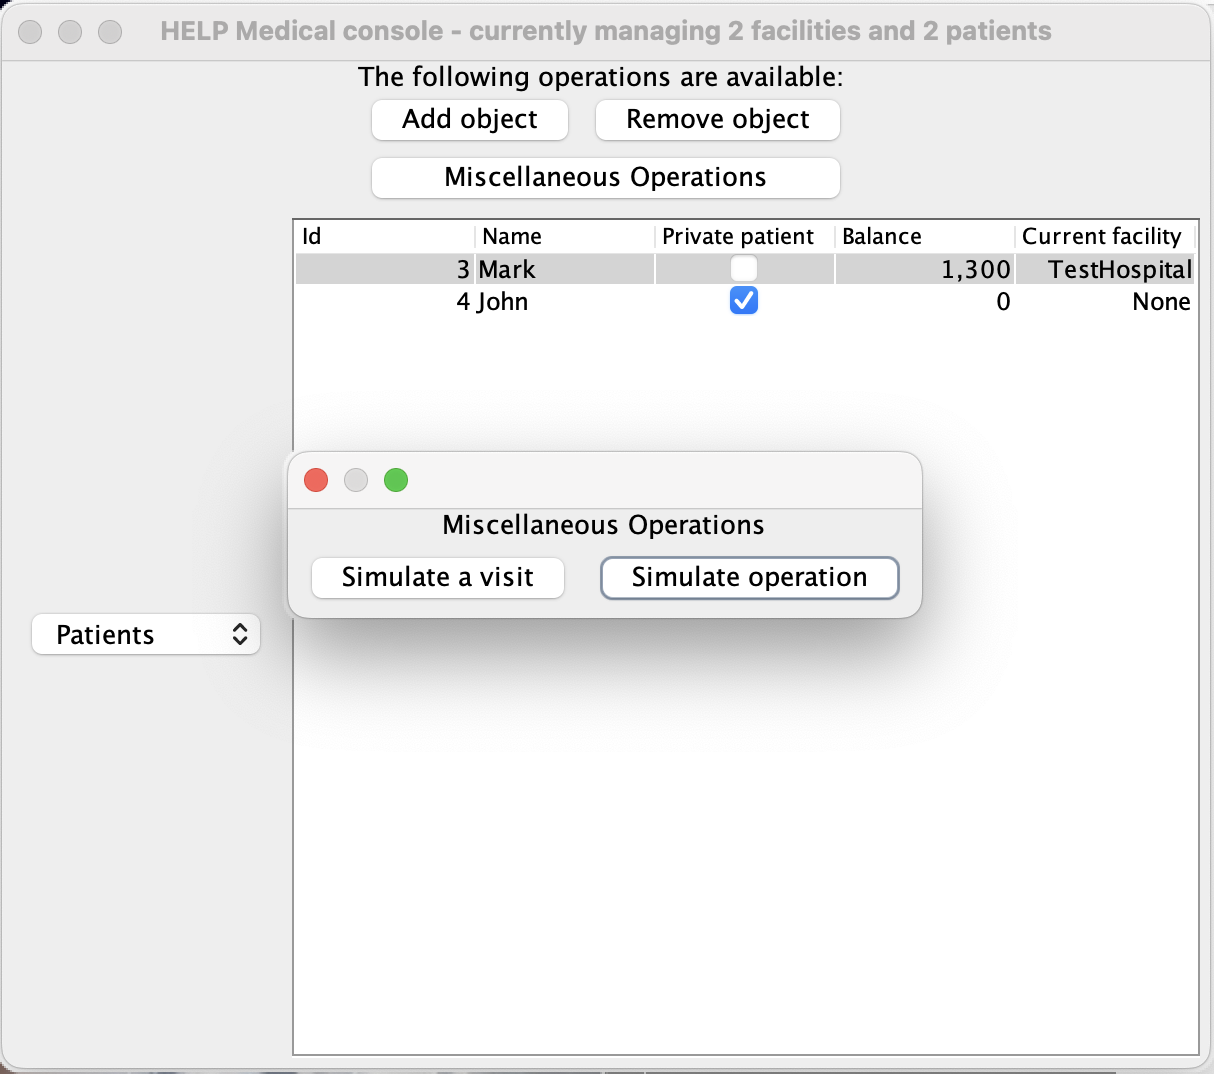 HELP Medical console - currently managing 2 facilities and 2 patients
The following operations are available:
Add object Remove object
Miscellaneous Operations
Id Name Private patient Balance Current facility
3 Mark 1,300 TestHospital
4 John 0 None
Miscellaneous Operations
Simulate a visit Simulate operation
Patients